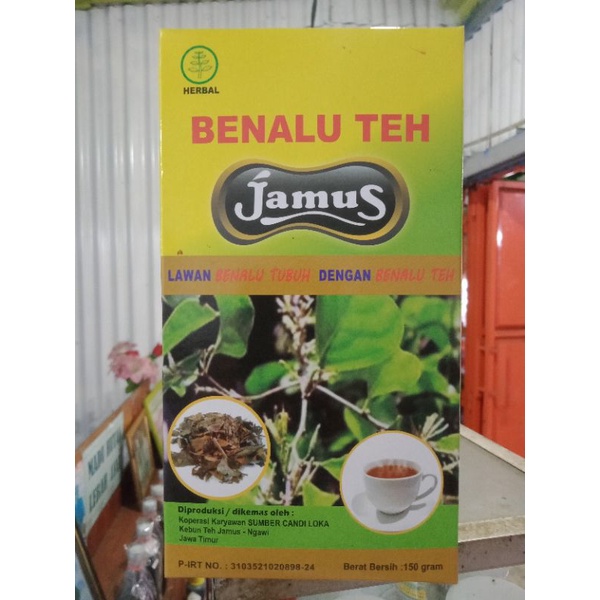 HERBAL
BENALU TEH
Jamus
LAWAN BENALU TUBUH DENGAN BENALU TEH
Diproduksi / dikemas oleh :
Koperasi Karyawan SUMBER CANDI LOKA
Kebun Teh Jamus - Ngawi
Jawa Timur
P-IRT NO. : 3103521020898-24
Berat Bersih :150 gram